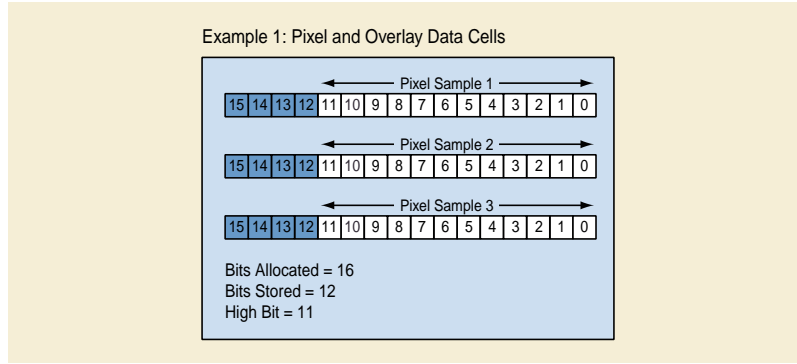 Example 1: Pixel and Overlay Data Cells
Pixel Sample 1
15 14 13 12 11 10 9 8 7 6 5 4 3 2 1 0
Pixel Sample 2
15 14 13 12 11 10 9 8 7 6 5 4 3 2 1 0
Pixel Sample 3
15 14 13 12 11 10 9 8 7 6 5 4 3 2 1 0
Bits Allocated = 16
Bits Stored = 12
High Bit = 11